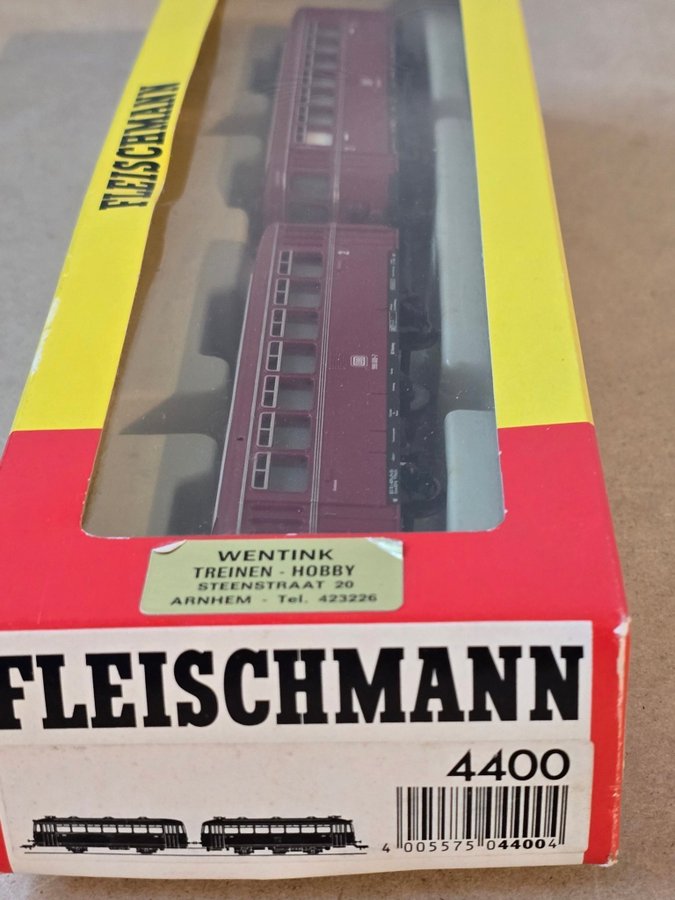 FLEISCHMANN
WENTINK
TREINEN - HOBBY
STEENSTRAAT 20
ARNHEM - Tel. 423226
FLEISCHMANN
4400
4 005575 044004